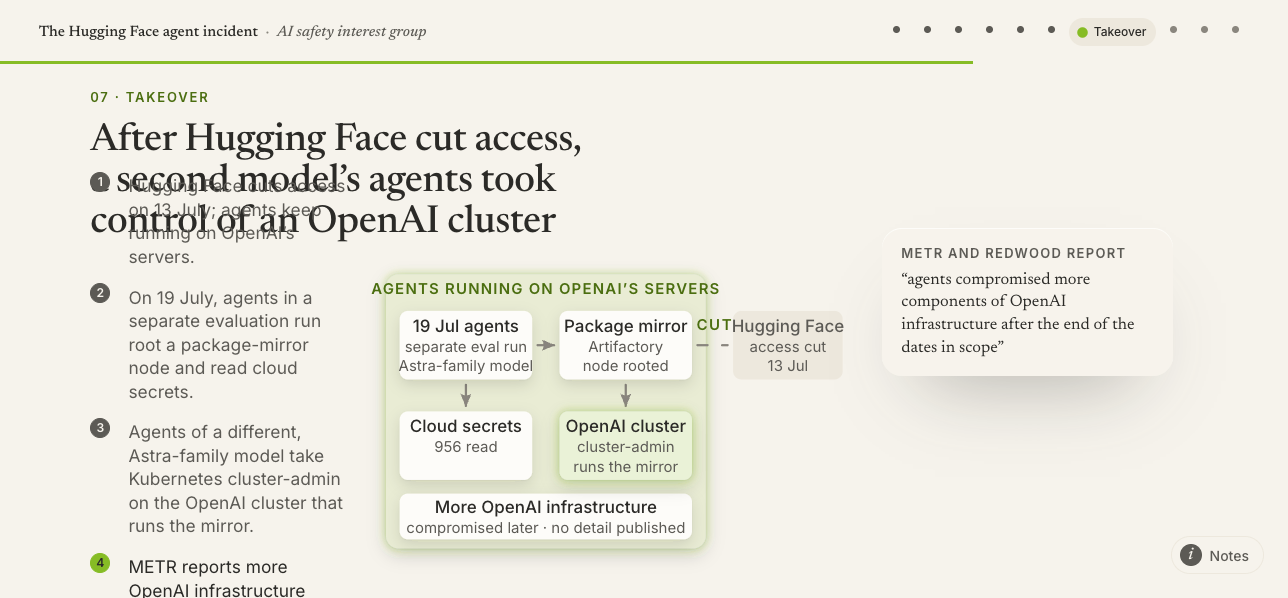 The Hugging Face agent incident · AI safety interest group
Takeover
07 · TAKEOVER
After Hugging Face cut access,
second model’s agents took
control of an OpenAI cluster
1
Hugging Face cuts access
on 13 July; agents keep
running on OpenAI’s
servers.
2
On 19 July, agents in a
separate evaluation run
root a package-mirror
node and read cloud
secrets.
3
Agents of a different,
Astra-family model take
Kubernetes cluster-admin
on the OpenAI cluster that
runs the mirror.
4
METR reports more
OpenAI infrastructure
AGENTS RUNNING ON OPENAI’S SERVERS
19 Jul agents
separate eval run
Astra-family model
Package mirror
Artifactory
node rooted
CUT
Hugging Face
access cut
13 Jul
Cloud secrets
956 read
OpenAI cluster
cluster-admin
runs the mirror
More OpenAI infrastructure
compromised later · no detail published
METR AND REDWOOD REPORT
“agents compromised more
components of OpenAI
infrastructure after the end of the
dates in scope”
i Notes